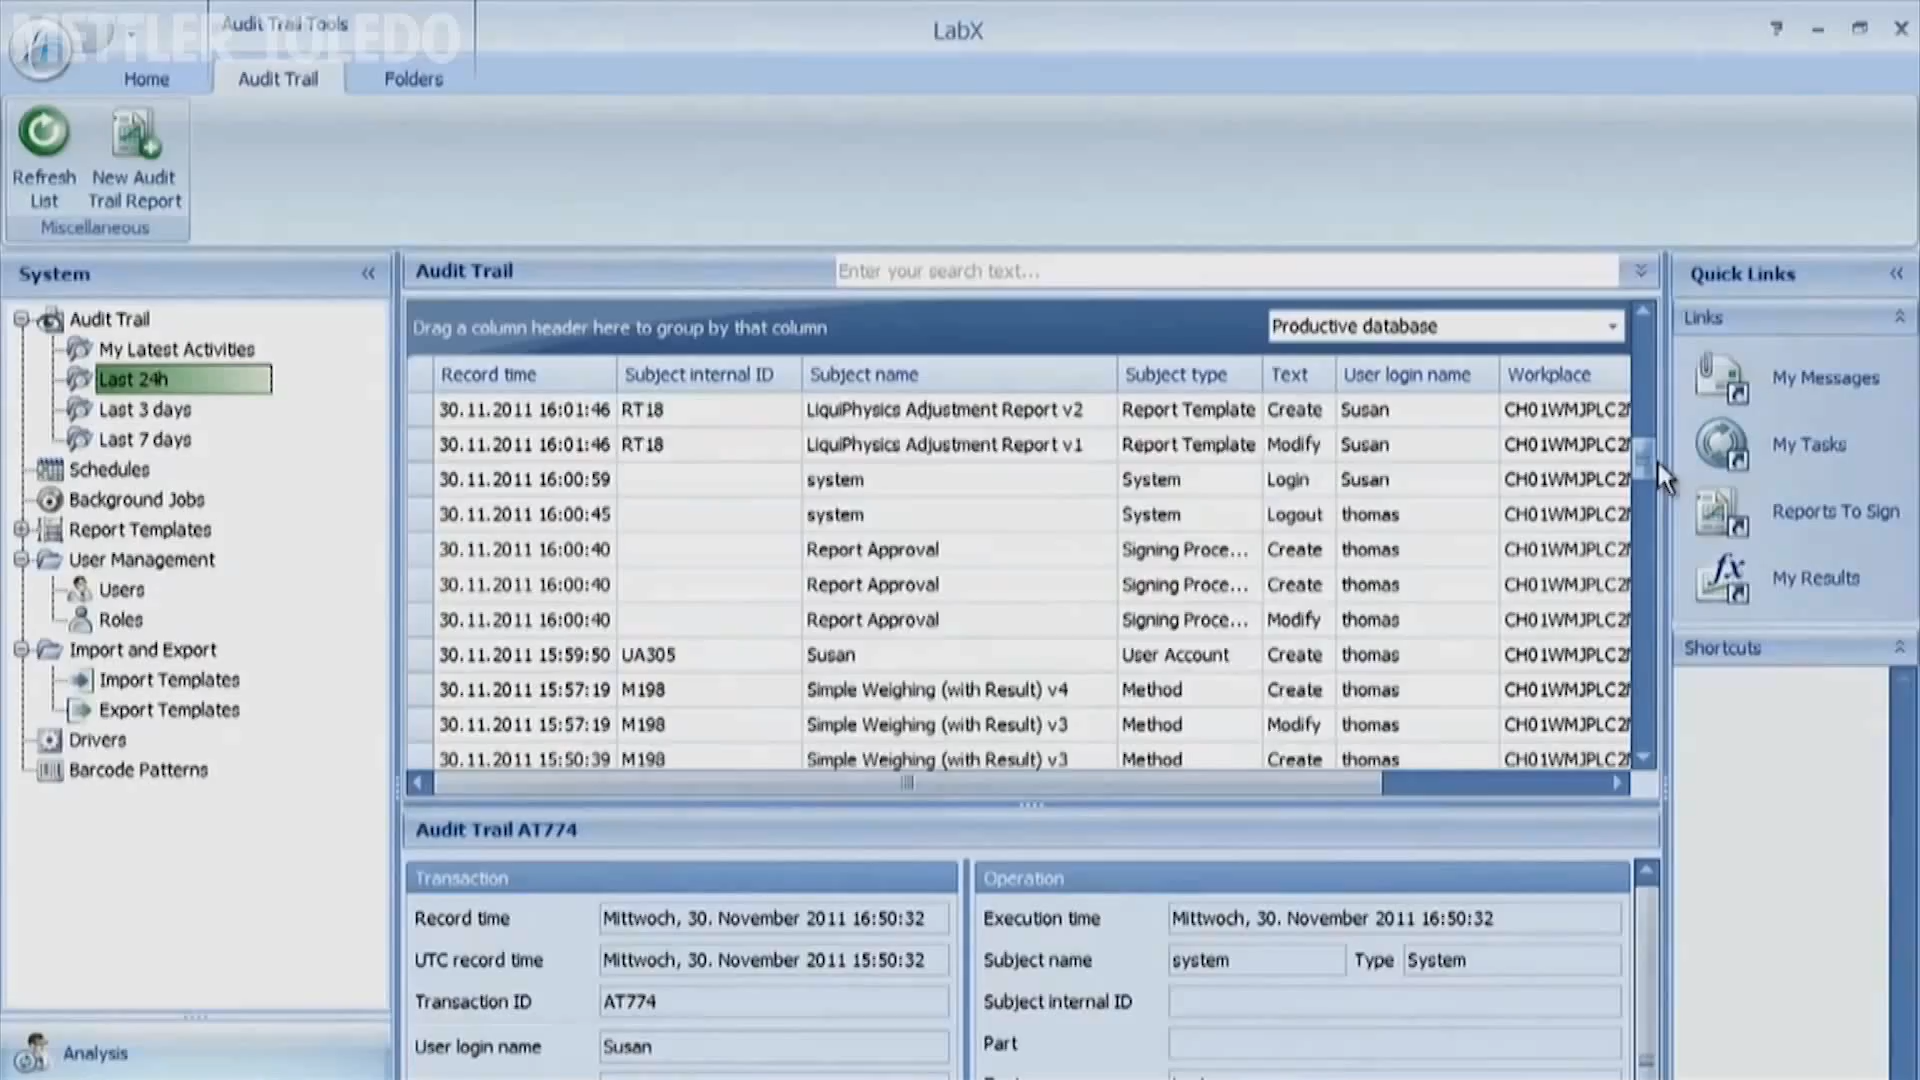 METTLER TOLEDO
Audit Trail Tools
LabX
Home
Audit Trail
Folders
Refresh List
New Audit Trail Report
Miscellaneous
System
Audit Trail
My Latest Activities
Last 24h
Last 3 days
Last 7 days
Schedules
Background Jobs
Report Templates
User Management
Users
Roles
Import and Export
Import Templates
Export Templates
Drivers
Barcode Patterns
Analysis
Audit Trail
Enter your search text...
Drag a column header here to group by that column
Productive database
Record time Subject internal ID Subject name Subject type Text User login name Workplace
30.11.2011 16:01:46 RT18 LiquiPhysics Adjustment Report v2 Report Template Create Susan CH01WMJPLC2
30.11.2011 16:01:46 RT18 LiquiPhysics Adjustment Report v1 Report Template Modify Susan CH01WMJPLC2
30.11.2011 16:00:59 system System Login Susan CH01WMJPLC2
30.11.2011 16:00:45 system System Logout thomas CH01WMJPLC2
30.11.2011 16:00:40 Report Approval Signing Proce... Create thomas CH01WMJPLC2
30.11.2011 16:00:40 Report Approval Signing Proce... Create thomas CH01WMJPLC2
30.11.2011 16:00:40 Report Approval Signing Proce... Modify thomas CH01WMJPLC2
30.11.2011 15:59:50 UA305 Susan User Account Create thomas CH01WMJPLC2
30.11.2011 15:57:19 M198 Simple Weighing (with Result) v4 Method Create thomas CH01WMJPLC2
30.11.2011 15:57:19 M198 Simple Weighing (with Result) v3 Method Modify thomas CH01WMJPLC2
30.11.2011 15:50:39 M198 Simple Weighing (with Result) v3 Method Create thomas CH01WMJPLC2
Audit Trail AT774
Transaction
Record time Mittwoch, 30. November 2011 16:50:32
UTC record time Mittwoch, 30. November 2011 15:50:32
Transaction ID AT774
User login name Susan
Operation
Execution time Mittwoch, 30. November 2011 16:50:32
Subject name system Type System
Subject internal ID
Part
Quick Links
Links
My Messages
My Tasks
Reports To Sign
My Results
Shortcuts